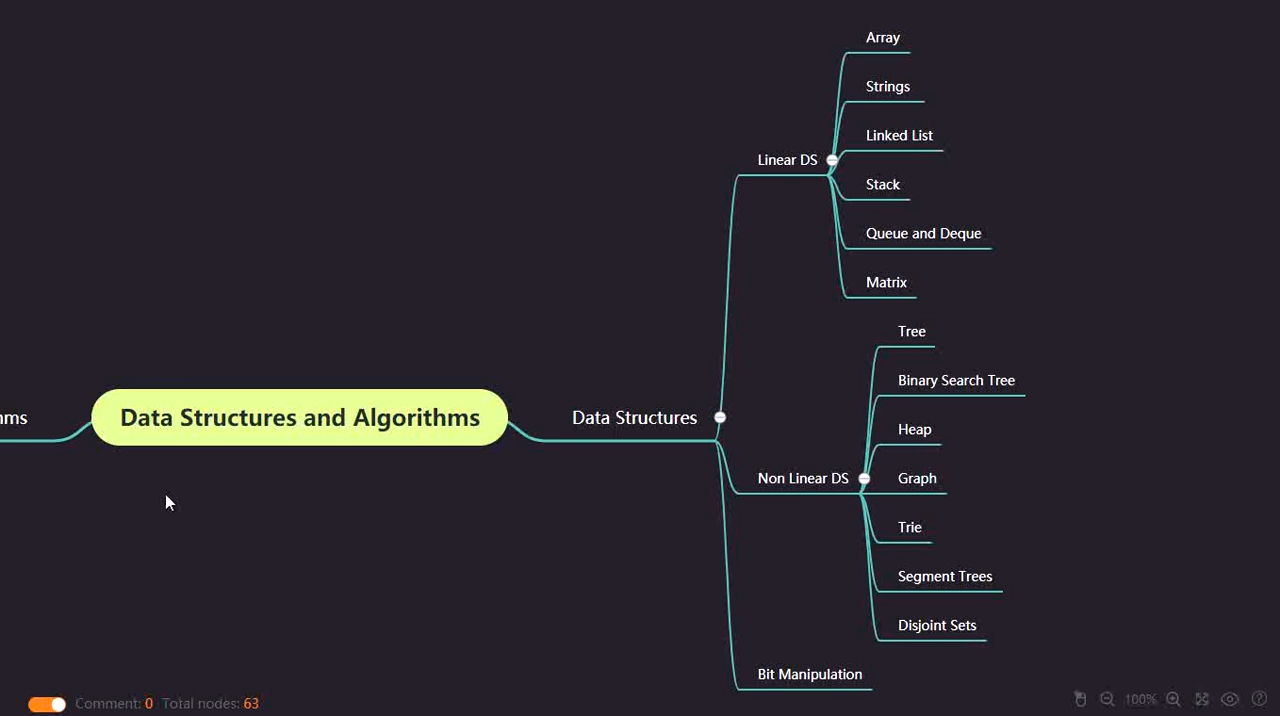 Array
Strings
Linked List
Linear DS
Stack
Queue and Deque
Matrix
Tree
Binary Search Tree
hms
Data Structures and Algorithms
Data Structures
Heap
Non Linear DS
Graph
Trie
Segment Trees
Disjoint Sets
Bit Manipulation
Comment: 0 Total nodes: 63
100%